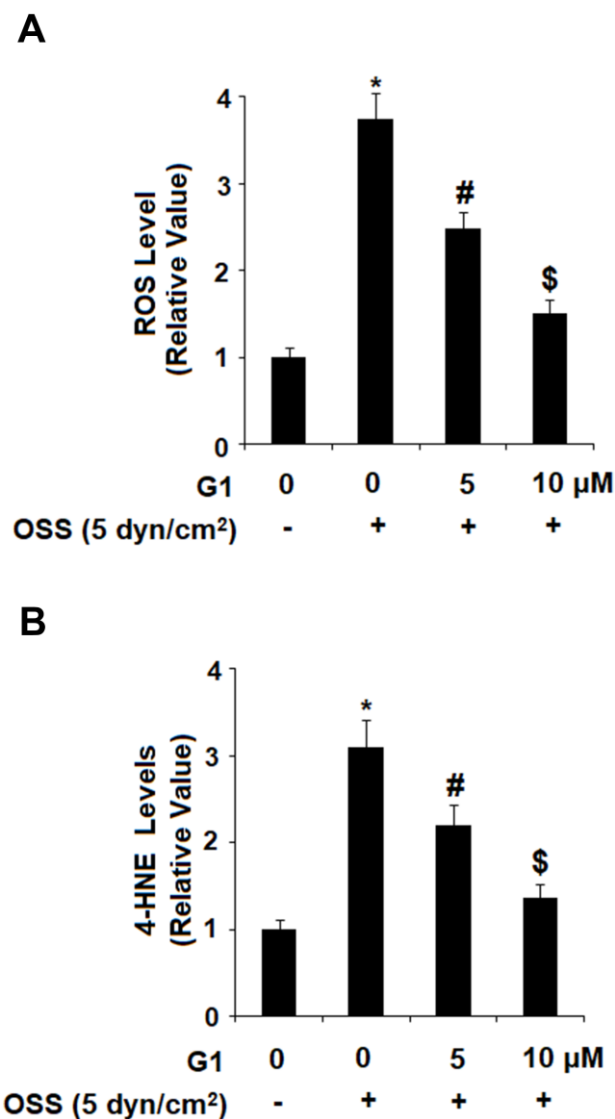 A
ROS Level
(Relative Value)
4
3
2
1
0
*
#
$
G1 0 0 5 10 µM
OSS (5 dyn/cm²) - + + +
B
4-HNE Levels
(Relative Value)
4
3
2
1
0
*
#
$
G1 0 0 5 10 µM
OSS (5 dyn/cm²) - + + +